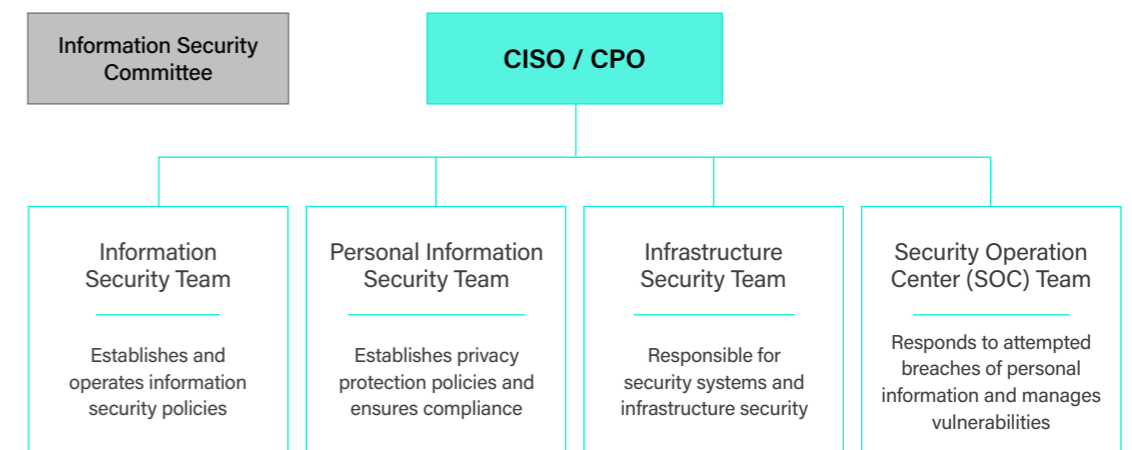 Information Security
Committee
CISO / CPO
Information
Security Team
Establishes and
operates information
security policies
Personal Information
Security Team
Establishes privacy
protection policies and
ensures compliance
Infrastructure
Security Team
Responsible for
security systems and
infrastructure security
Security Operation
Center (SOC) Team
Responds to attempted
breaches of personal
information and manages
vulnerabilities